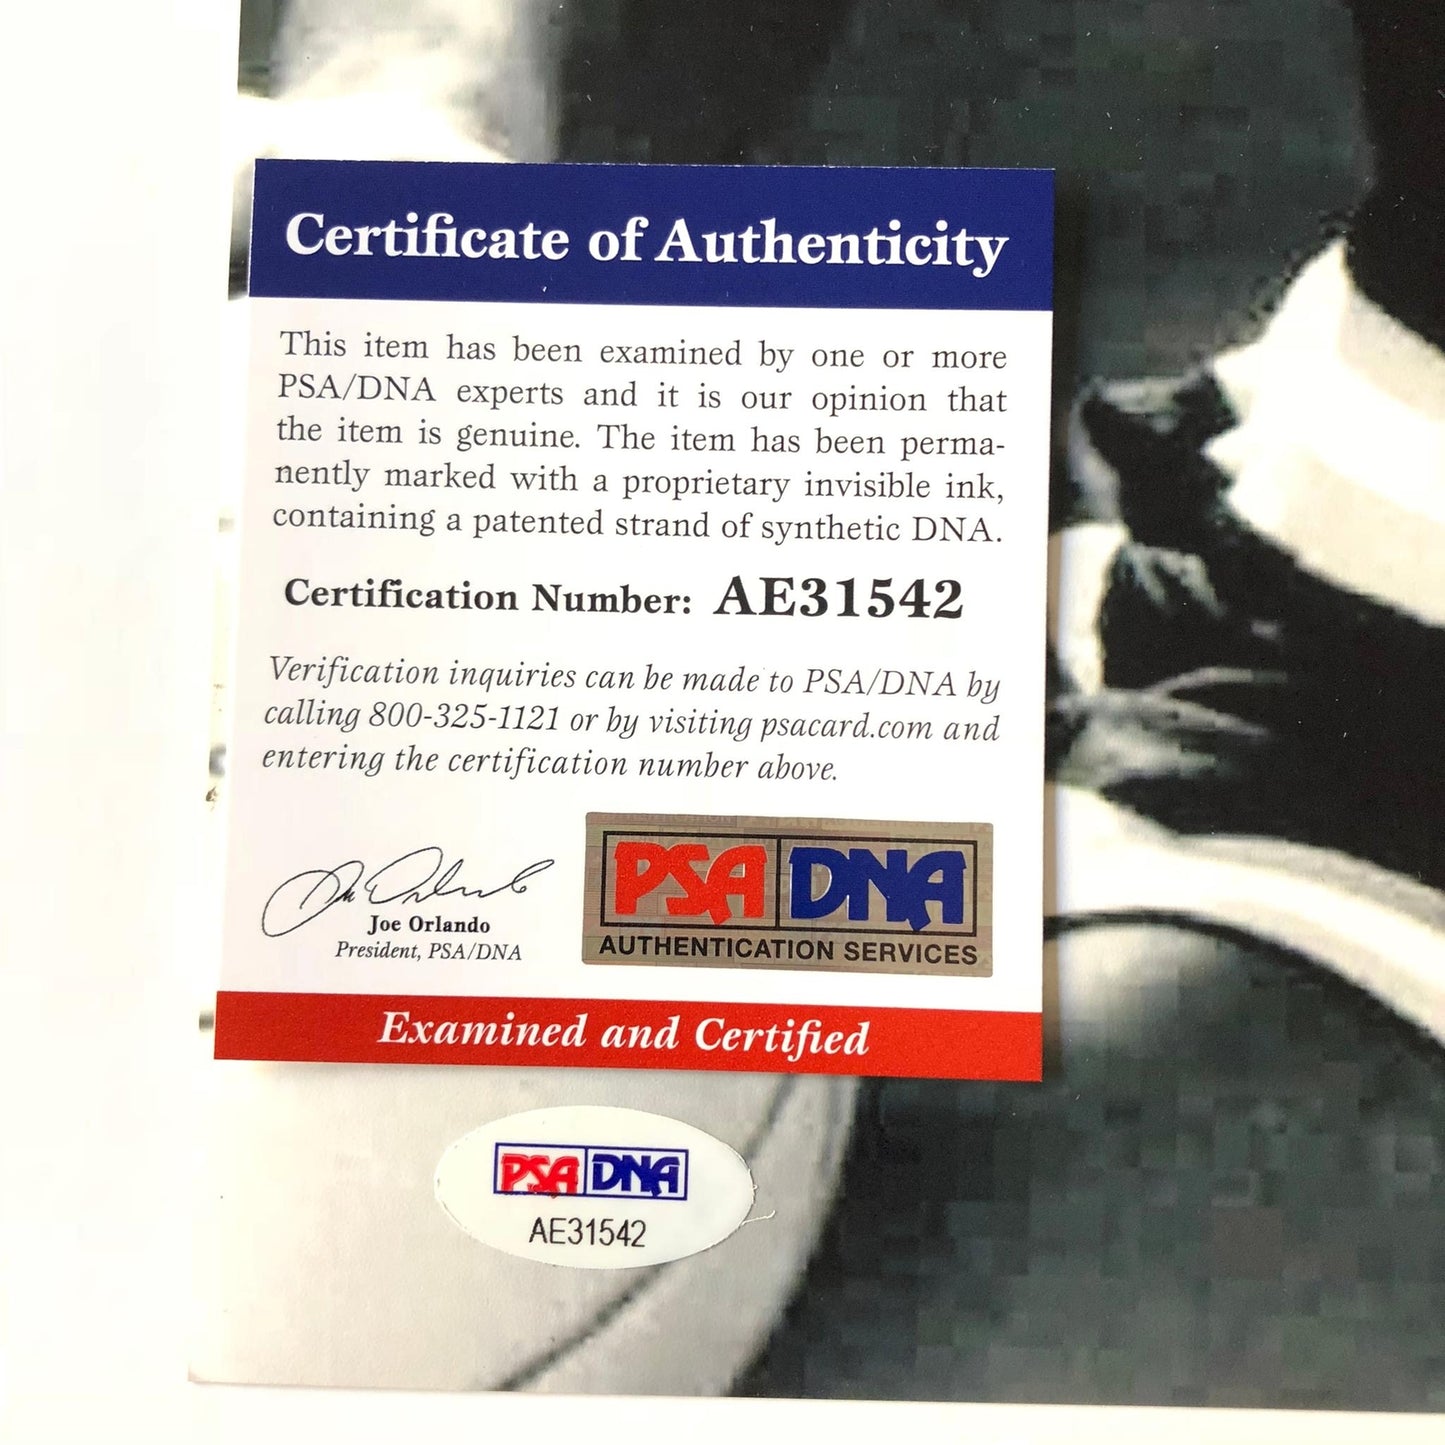 Certificate of Authenticity
This item has been examined by one or more
PSA/DNA experts and it is our opinion that
the item is genuine. The item has been perma-
nently marked with a proprietary invisible ink,
containing a patented strand of synthetic DNA.
Certification Number: AE31542
Verification inquiries can be made to PSA/DNA by
calling 800-325-1121 or by visiting psacard.com and
entering the certification number above.
Joe Orlando
President, PSA/DNA
PSA DNA
AUTHENTICATION SERVICES
Examined and Certified
PSA DNA
AE31542